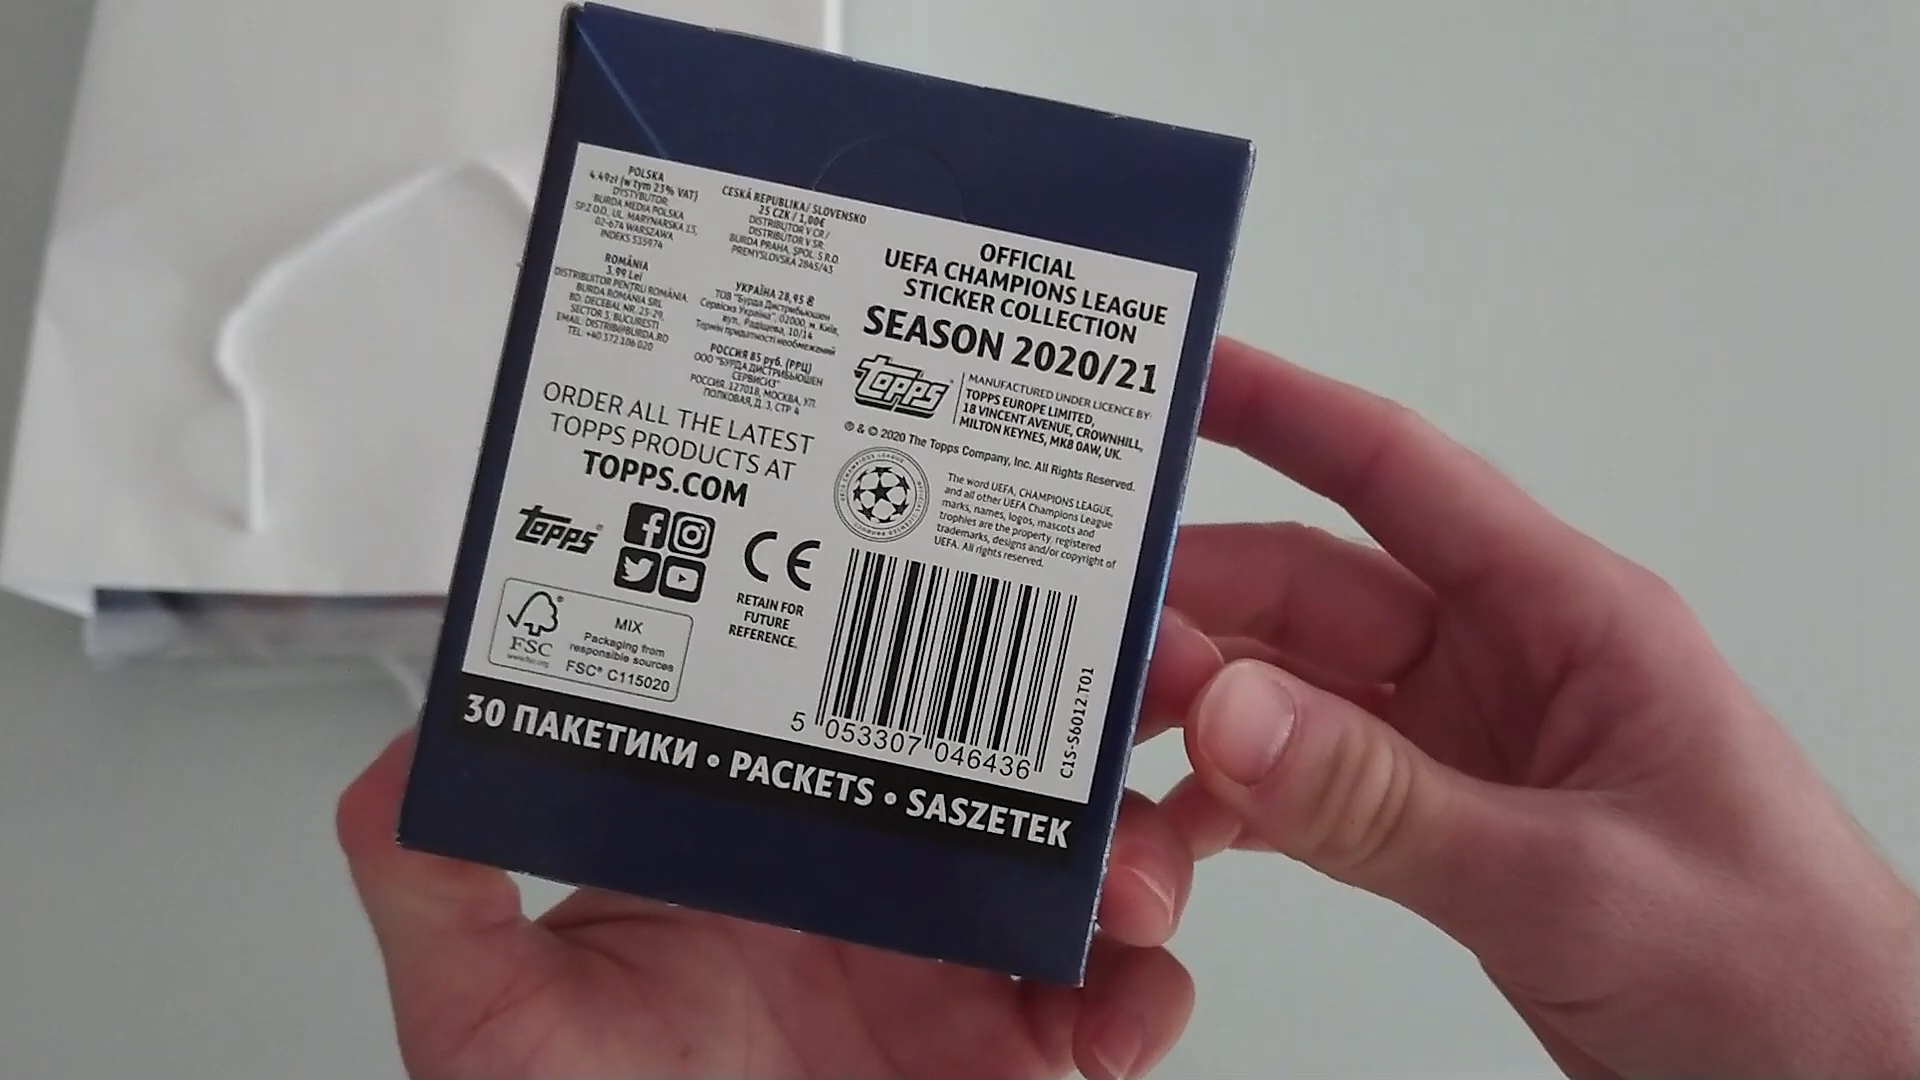 POLSKA
4.49zł (w tym 23% VAT)
DYSTYBUTOR:
BURDA MEDIA POLSKA
SP.Z O.O., UL. MARYNARSKA 15,
02-674 WARSZAWA
INDEKS 535974
ROMÂNIA
3.99 Lei
DISTRIBUITOR PENTRU ROMÂNIA
BURDA ROMANIA SRL
BD. DECEBAL NR. 25-29,
SECTOR 3, BUCURESTI
EMAIL: DISTRIB@BURDA.RO
TEL. +40 372 106 020
ČESKÁ REPUBLIKA/ SLOVENSKO
25 CZK / 1,00€
DISTRIBUTOR V ČR/
DISTRIBÚTOR V SR:
BURDA PRAHA, SPOL. S R.O.
PREMYSLOVSKA 2845/43
УКРАЇНА 28,95 ₴
ТОВ "Бурда Дистрибьюшен
Сервісиз Україна", 02000, м. Київ,
вул. Радіщева, 10/14
Термін придатності необмежений
РОССИЯ 85 руб. (РРЦ)
ООО "БУРДА ДИСТРИБЬЮШЕН
СЕРВИСИЗ"
РОССИЯ, 127018, МОСКВА, УЛ.
ПОЛКОВАЯ, Д. 3, СТР 4
ORDER ALL THE LATEST
TOPPS PRODUCTS AT
TOPPS.COM
topps®
CE
RETAIN FOR
FUTURE
REFERENCE.
FSC
www.fsc.org
MIX
Packaging from
responsible sources
FSC® C115020
OFFICIAL
UEFA CHAMPIONS LEAGUE
STICKER COLLECTION
SEASON 2020/21
topps
MANUFACTURED UNDER LICENCE BY:
TOPPS EUROPE LIMITED,
18 VINCENT AVENUE, CROWNHILL,
MILTON KEYNES, MK8 0AW, UK.
® & © 2020 The Topps Company, Inc. All Rights Reserved.
The word UEFA, CHAMPIONS LEAGUE,
and all other UEFA Champions League
marks, names, logos, mascots and
trophies are the property, registered
trademarks, designs and/or copyright of
UEFA. All rights reserved.
5 053307 046436
C1S-S6012T01
30 ПАКЕТИКИ • PACKETS • SASZETEK